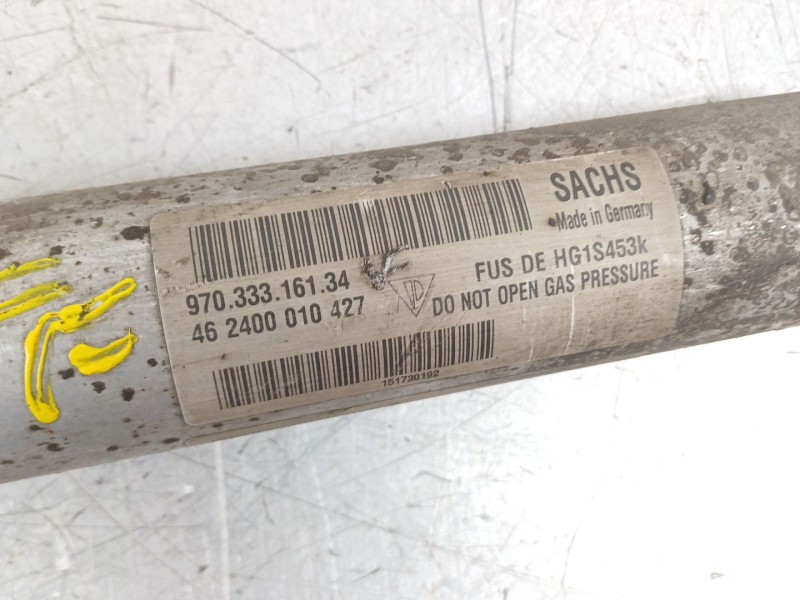 SACHS
Made in Germany
970.333.161.34
FUS DE HG1S453k
46 2400 010 427
DO NOT OPEN GAS PRESSURE
151730192